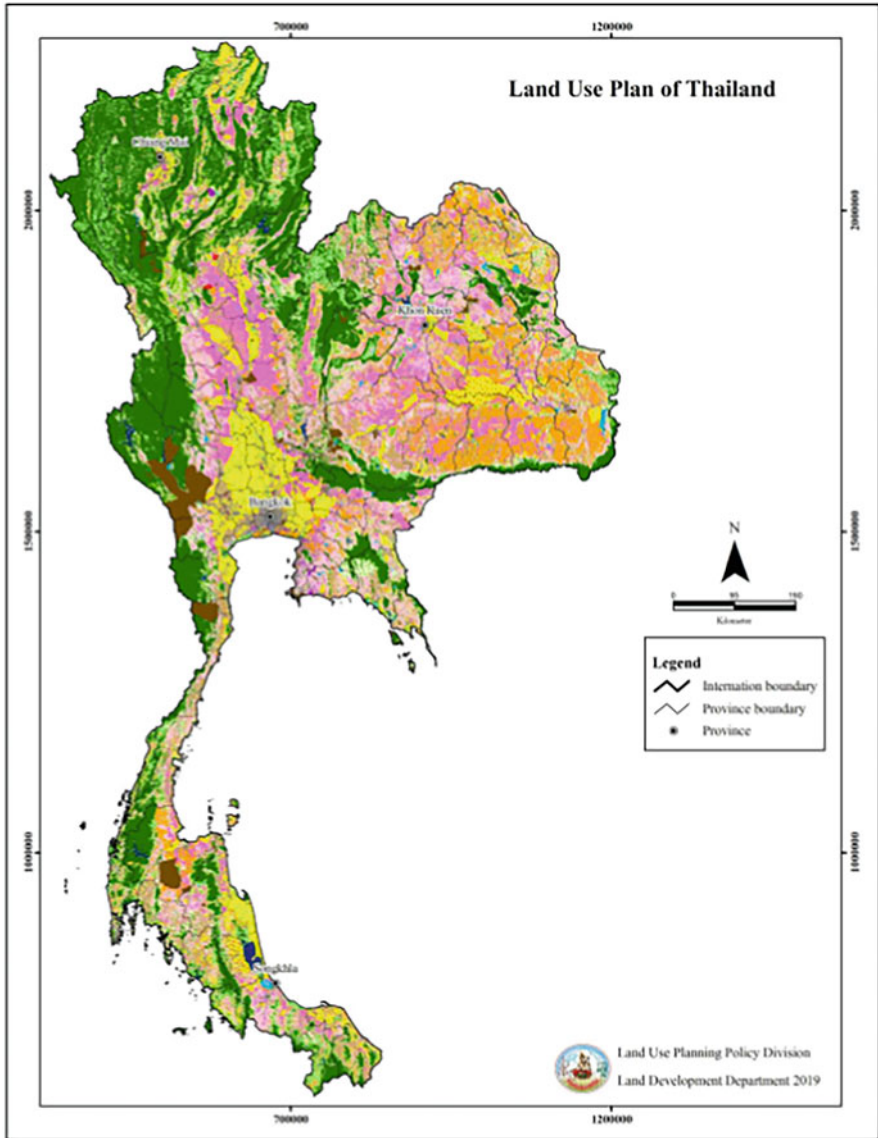 700000
1200000
Land Use Plan of Thailand
Chiang Mai
2000000
2000000
Khon Kaen
Bangkok
1500000
1500000
N
0 95 190
Kilometer
Legend
Internation boundary
Province boundary
Province
1000000
1000000
Songkhla
Land Use Planning Policy Division
Land Development Department 2019
700000
1200000